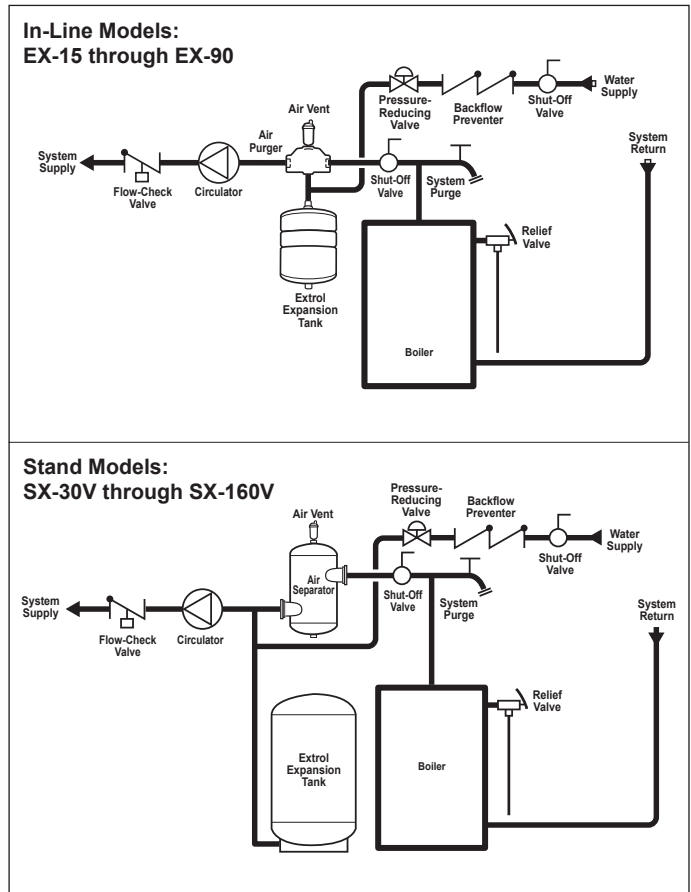 In-Line Models:
EX-15 through EX-90
Air Vent
Air
Purger
Pressure-
Reducing
Valve
Backflow
Preventer
Shut-Off
Valve
Water
Supply
System
Return
System
Supply
Flow-Check
Valve
Circulator
Shut-Off
Valve
System
Purge
Relief
Valve
Extrol
Expansion
Tank
Boiler
Stand Models:
SX-30V through SX-160V
Air Vent
Pressure-
Reducing
Valve
Backflow
Preventer
Shut-Off
Valve
Water
Supply
Air
Separator
System
Supply
Flow-Check
Valve
Circulator
Shut-Off
Valve
System
Purge
System
Return
Relief
Valve
Extrol
Expansion
Tank
Boiler